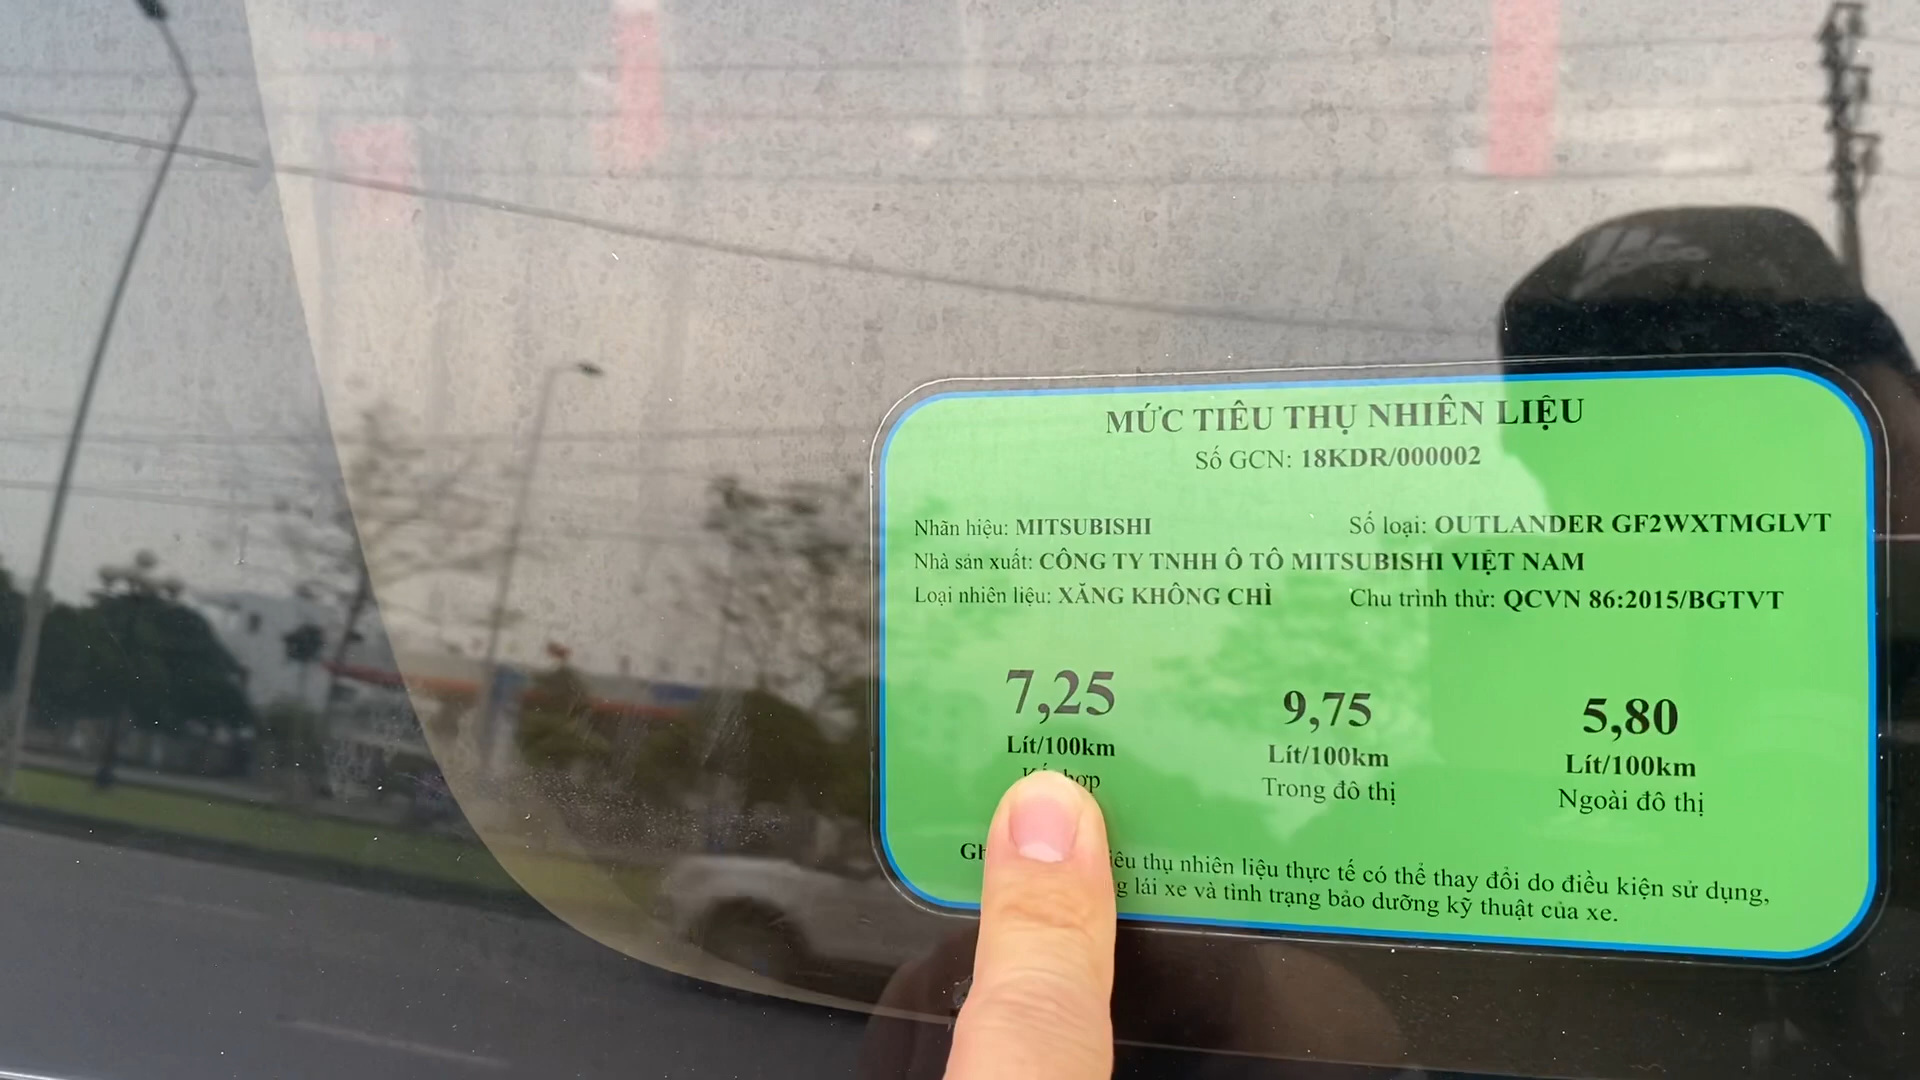 MỨC TIÊU THỤ NHIÊN LIỆU
Số GCN: 18KDR/000002
Nhãn hiệu: MITSUBISHI Số loại: OUTLANDER GF2WXTMGLVT
Nhà sản xuất: CÔNG TY TNHH Ô TÔ MITSUBISHI VIỆT NAM
Loại nhiên liệu: XĂNG KHÔNG CHÌ Chu trình thử: QCVN 86:2015/BGTVT
7,25 9,75 5,80
Lít/100km Lít/100km Lít/100km
hợp Trong đô thị Ngoài đô thị
thụ nhiên liệu thực tế có thể thay đổi do điều kiện sử dụng,
lái xe và tình trạng bảo dưỡng kỹ thuật của xe.